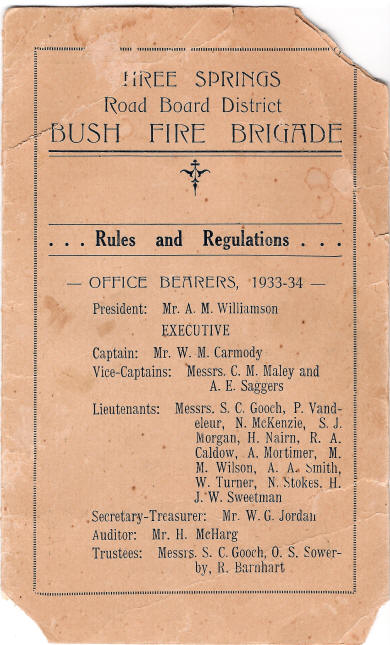 HREE SPRINGS
Road Board District
BUSH FIRE BRIGADE
. . . Rules and Regulations . . .
— OFFICE BEARERS, 1933-34 —
President: Mr. A. M. Williamson
EXECUTIVE
Captain: Mr. W. M. Carmody
Vice-Captains: Messrs. C. M. Maley and
A. E. Saggers
Lieutenants: Messrs. S. C. Gooch, P. Vand-
eleur, N. McKenzie, S. J.
Morgan, H. Nairn, R. A.
Caldow, A. Mortimer, M.
M. Wilson, A. A. Smith,
W. Turner, N. Stokes, H.
J. W. Sweetman
Secretary-Treasurer: Mr. W. G. Jordan
Auditor: Mr. H. McHarg
Trustees: Messrs. S. C. Gooch, O. S. Sower-
by, R. Barnhart